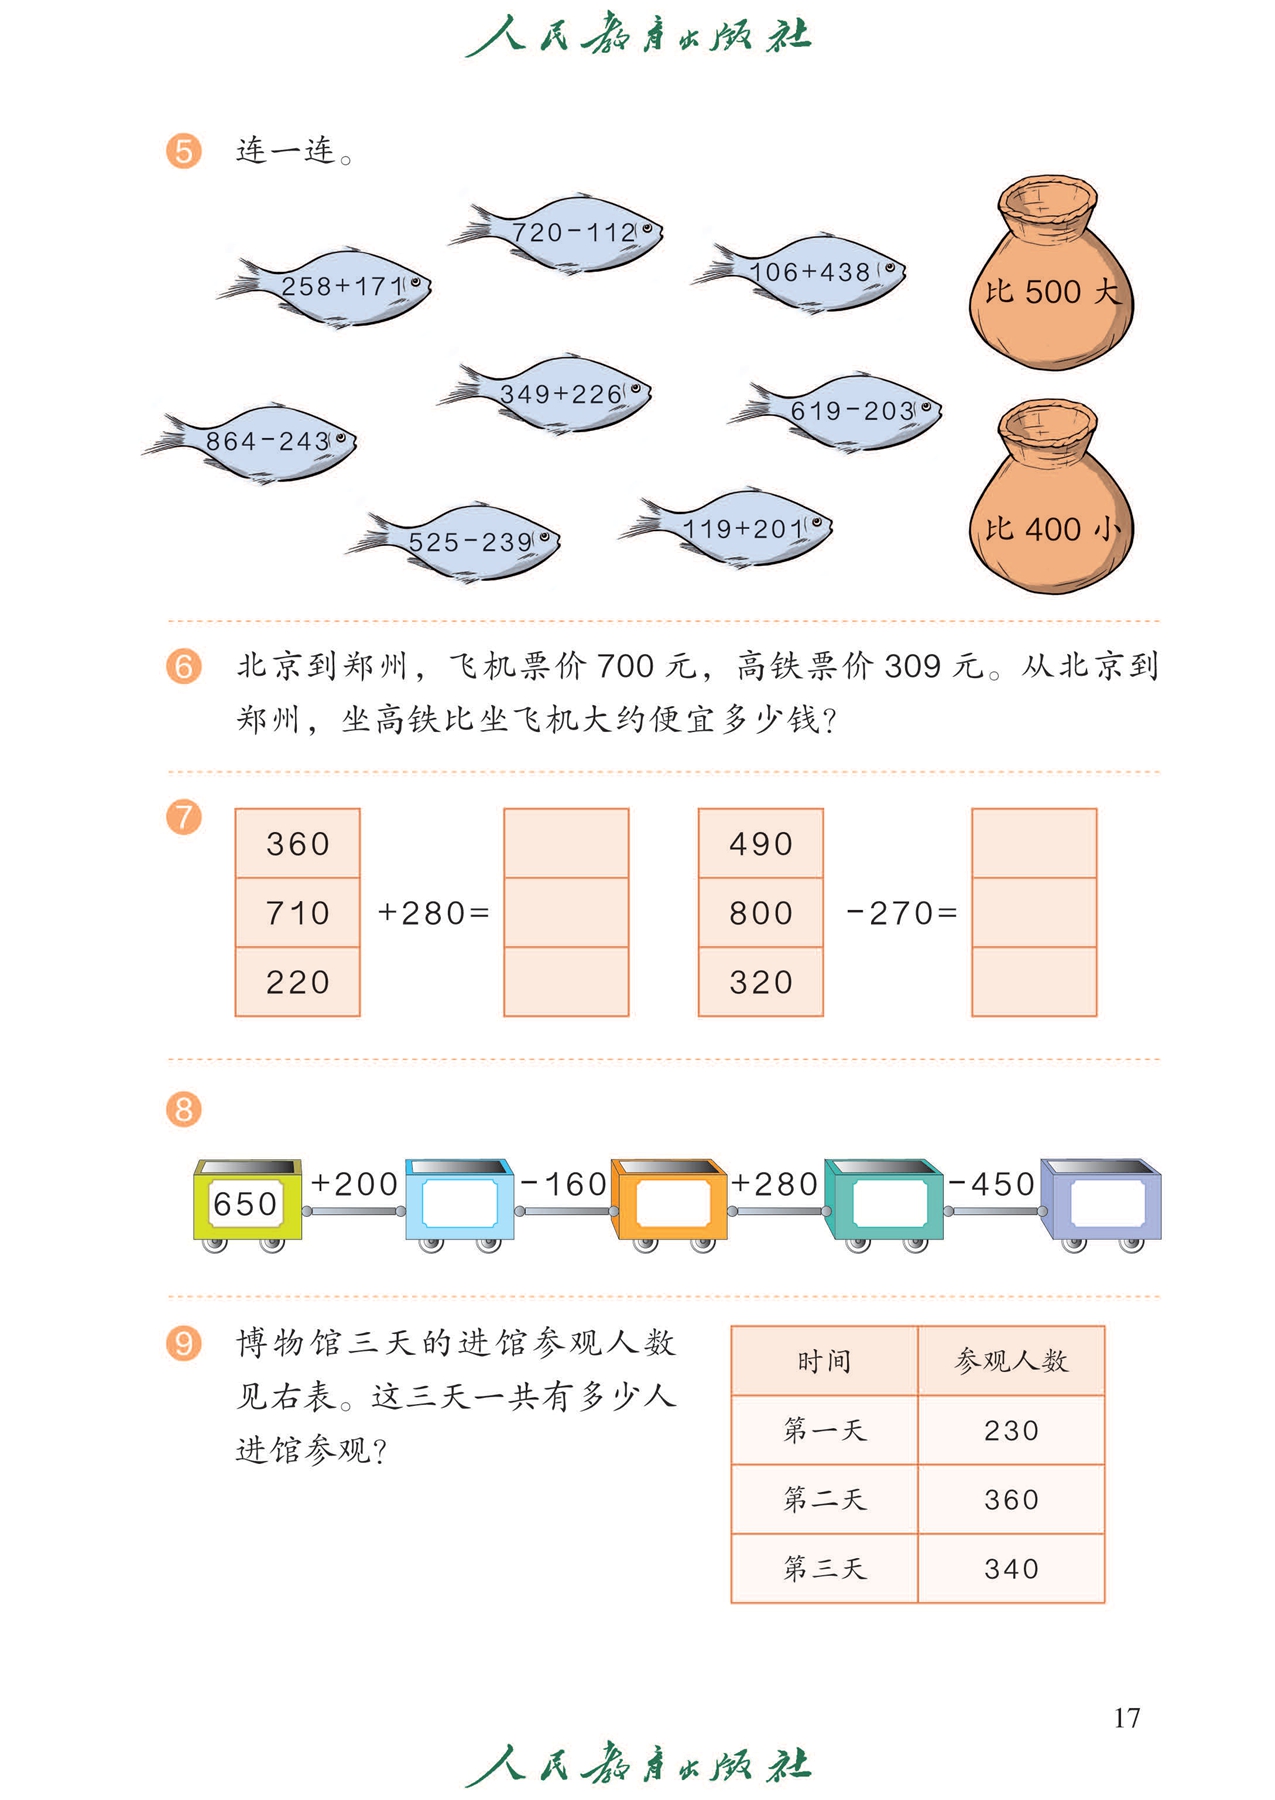 人民教育出版社
5 连一连。
720-112
258+171
106+438
比 500 大
349+226
619-203
864-243
525-239
119+201
比 400 小
6 北京到郑州，飞机票价 700 元，高铁票价 309 元。从北京到
郑州，坐高铁比坐飞机大约便宜多少钱？
7
360
710 +280=
220
490
800 -270=
320
8
650 +200 -160 +280 -450
9 博物馆三天的进馆参观人数
见右表。这三天一共有多少人
进馆参观？
时间 参观人数
第一天 230
第二天 360
第三天 340
17
人民教育出版社